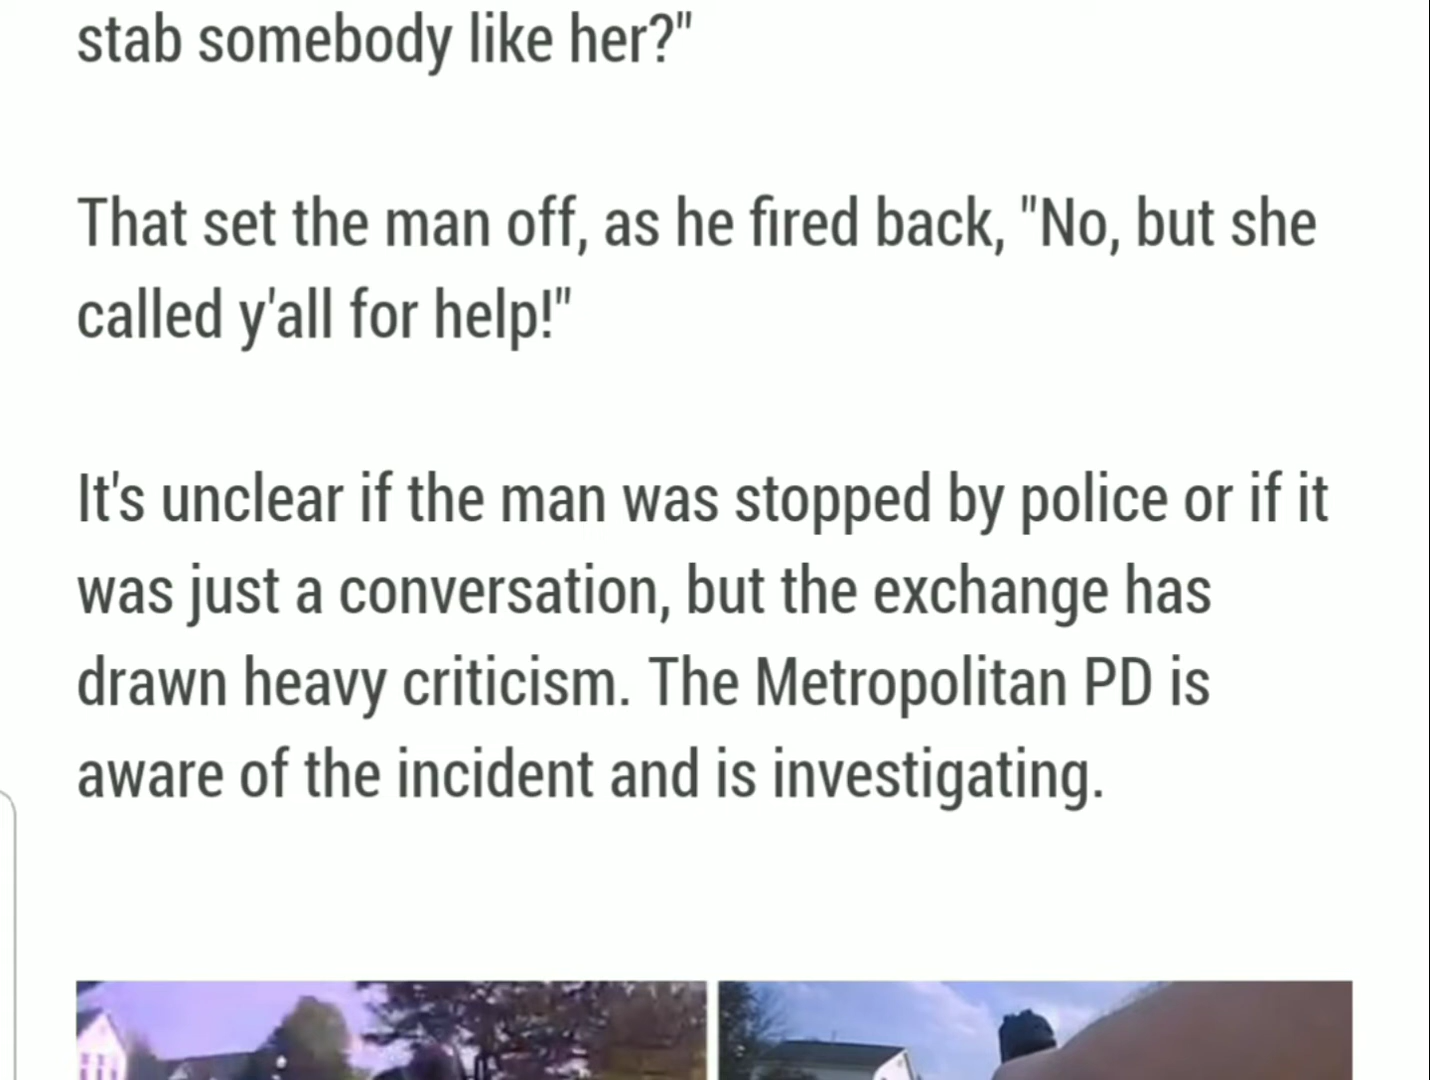 stab somebody like her?"
That set the man off, as he fired back, "No, but she
called y'all for help!"
It's unclear if the man was stopped by police or if it
was just a conversation, but the exchange has
drawn heavy criticism. The Metropolitan PD is
aware of the incident and is investigating.